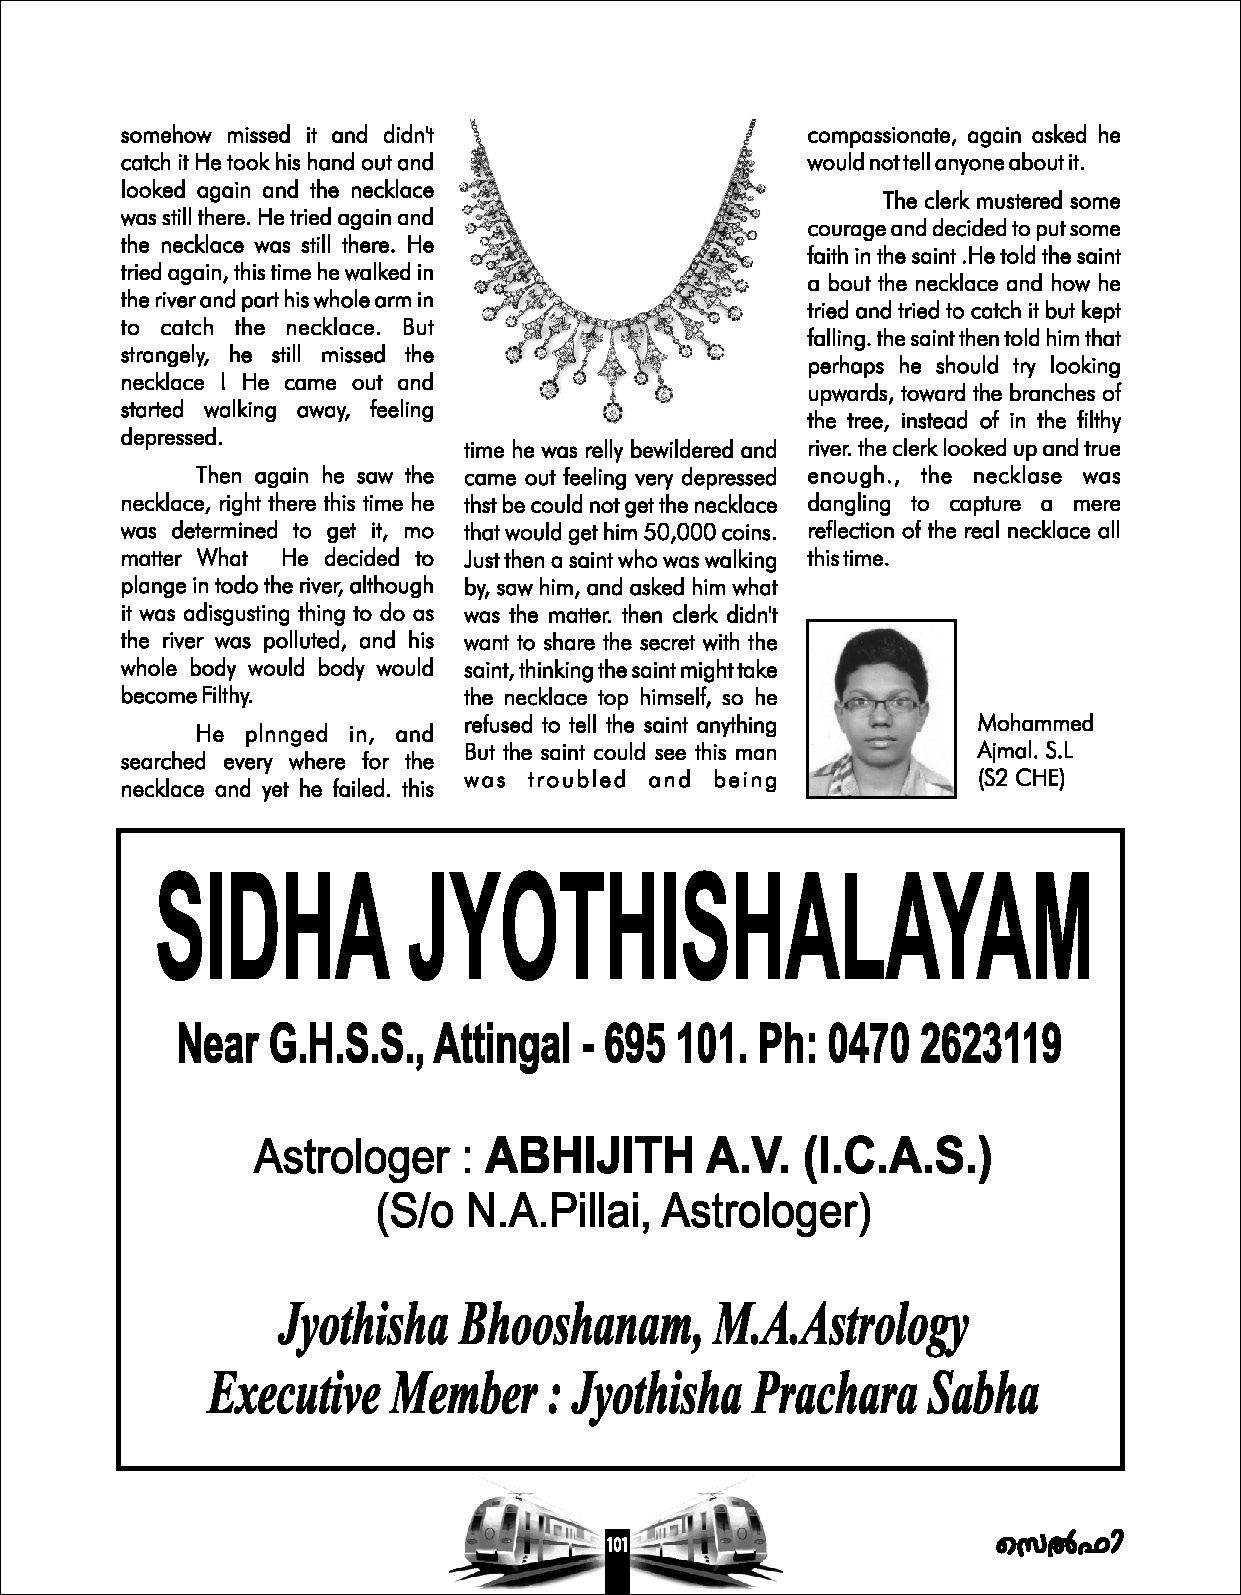 somehow missed it and didn't
catch it He took his hand out and
looked again and the necklace
was still there. He tried again and
the necklace was still there. He
tried again, this time he walked in
the river and part his whole arm in
to catch the necklace. But
strangely, he still missed the
necklace l He came out and
started walking away, feeling
depressed.
Then again he saw the
necklace, right there this time he
was determined to get it, mo
matter What He decided to
plange in todo the river, although
it was adisgusting thing to do as
the river was polluted, and his
whole body would body would
become Filthy.
He plnnged in, and
searched every where for the
necklace and yet he failed. this
time he was relly bewildered and
came out feeling very depressed
thst be could not get the necklace
that would get him 50,000 coins.
Just then a saint who was walking
by, saw him, and asked him what
was the matter. then clerk didn't
want to share the secret with the
saint, thinking the saint might take
the necklace top himself, so he
refused to tell the saint anything
But the saint could see this man
was troubled and being
compassionate, again asked he
would not tell anyone about it.
The clerk mustered some
courage and decided to put some
faith in the saint .He told the saint
a bout the necklace and how he
tried and tried to catch it but kept
falling. the saint then told him that
perhaps he should try looking
upwards, toward the branches of
the tree, instead of in the filthy
river. the clerk looked up and true
enough., the necklase was
dangling to capture a mere
reflection of the real necklace all
this time.
Mohammed
Ajmal. S.L
(S2 CHE)
SIDHA JYOTHISHALAYAM
Near G.H.S.S., Attingal - 695 101. Ph: 0470 2623119
Astrologer : ABHIJITH A.V. (I.C.A.S.)
(S/o N.A.Pillai, Astrologer)
Jyothisha Bhooshanam, M.A.Astrology
Executive Member : Jyothisha Prachara Sabha
101
സെൽഫി